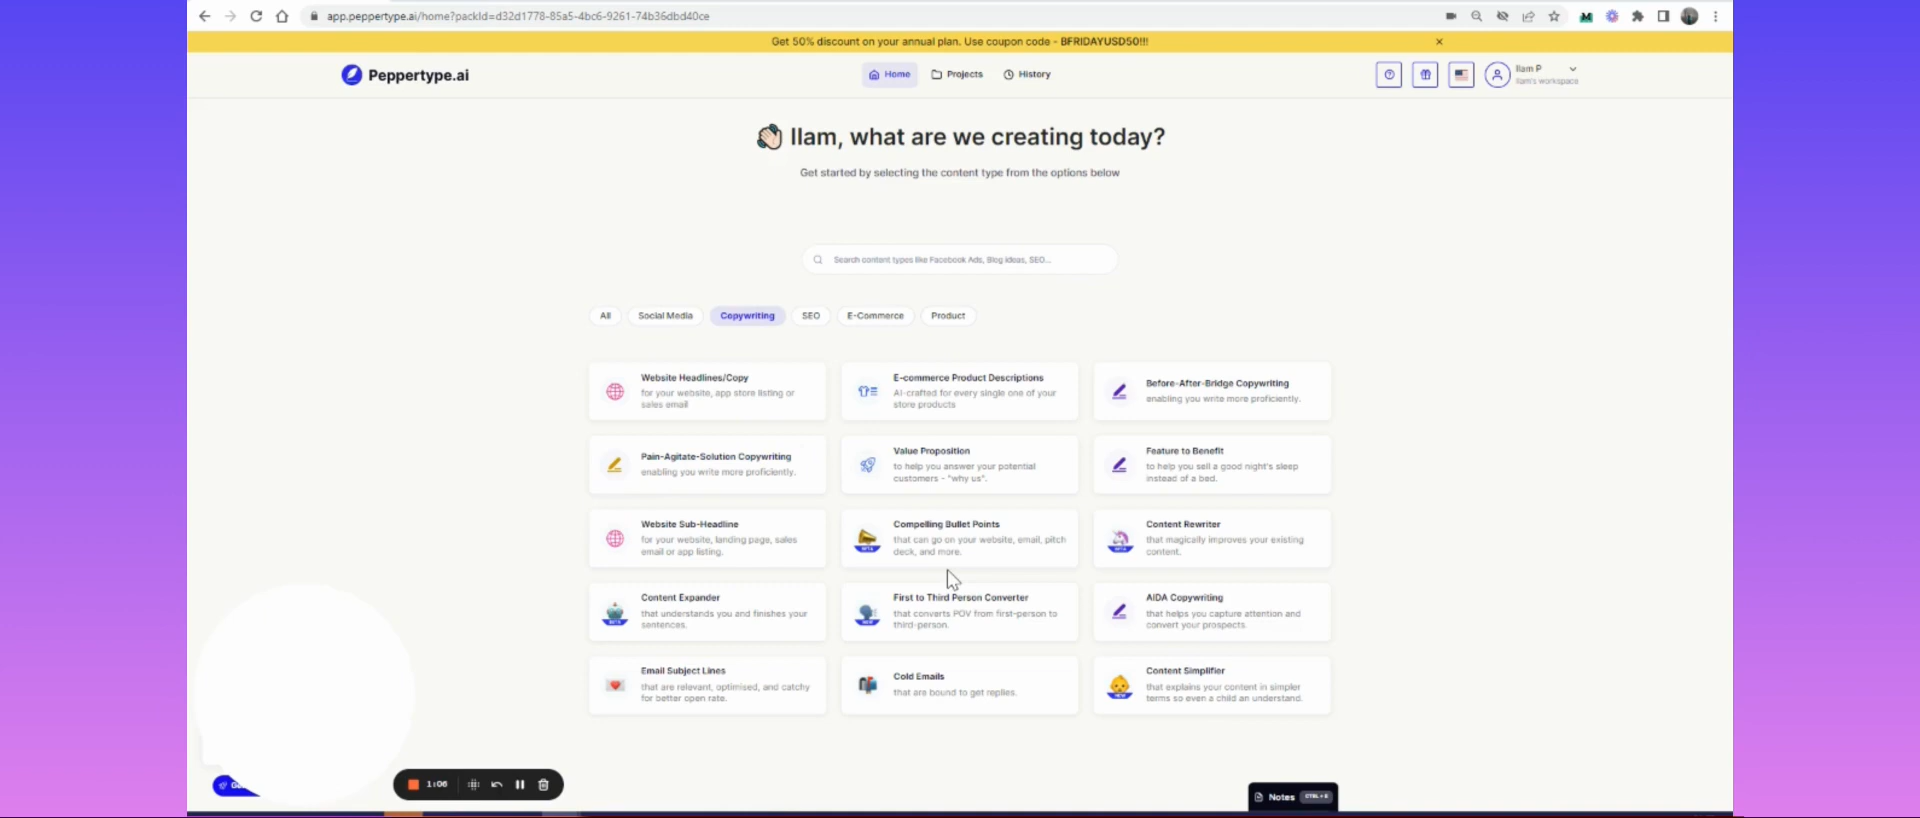 app.peppertype.ai/home?packId=d32d1778-85a5-4bc6-9261-74b36dbd40ce
Get 50% discount on your annual plan. Use coupon code - BFRIDAYUSD50!!!
Peppertype.ai
Home
Projects
History
Ilam P
Ilam's workspace
Ilam, what are we creating today?
Get started by selecting the content type from the options below
Search content types like Facebook Ads, Blog ideas, SEO...
All
Social Media
Copywriting
SEO
E-Commerce
Product
Website Headlines/Copy
for your website, app store listing or
sales email
E-commerce Product Descriptions
AI-crafted for every single one of your
store products
Before-After-Bridge Copywriting
enabling you write more proficiently.
Pain-Agitate-Solution Copywriting
enabling you write more proficiently.
Value Proposition
to help you answer your potential
customers - "why us".
Feature to Benefit
to help you sell a good night's sleep
instead of a bed.
Website Sub-Headline
for your website, landing page, sales
email or app listing.
Compelling Bullet Points
that can go on your website, email, pitch
deck, and more.
BETA
Content Rewriter
that magically improves your existing
content.
BETA
Content Expander
that understands you and finishes your
sentences.
BETA
First to Third Person Converter
that converts POV from first-person to
third-person.
NEW
AIDA Copywriting
that helps you capture attention and
convert your prospects.
Email Subject Lines
that are relevant, optimised, and catchy
for better open rate.
Cold Emails
that are bound to get replies.
Content Simplifier
that explains your content in simpler
terms so even a child an understand.
NEW
1:06
Notes
CTRL + E